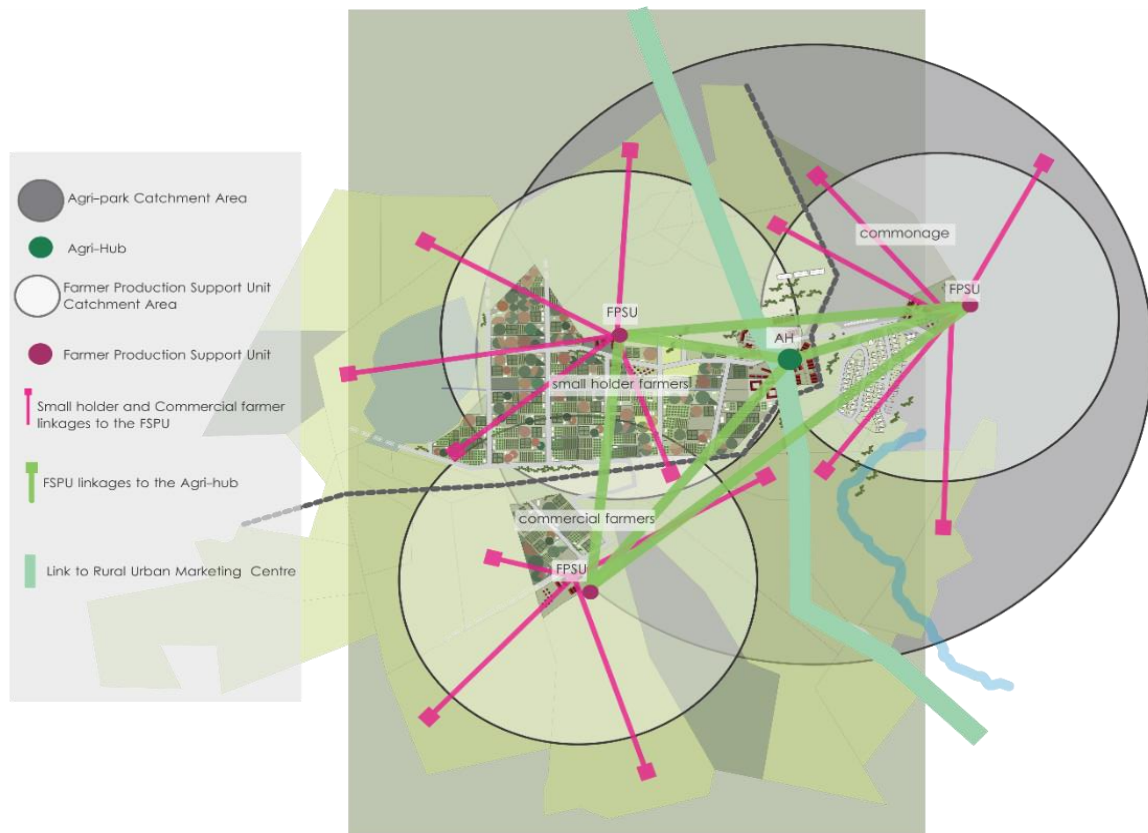 Agri-park Catchment Area
Agri-Hub
Farmer Production Support Unit
Catchment Area
Farmer Production Support Unit
Small holder and Commercial farmer
linkages to the FSPU
FSPU linkages to the Agri-hub
Link to Rural Urban Marketing Centre
commonage
FPSU
FPSU
AH
small holder farmers
commercial farmers
FPSU